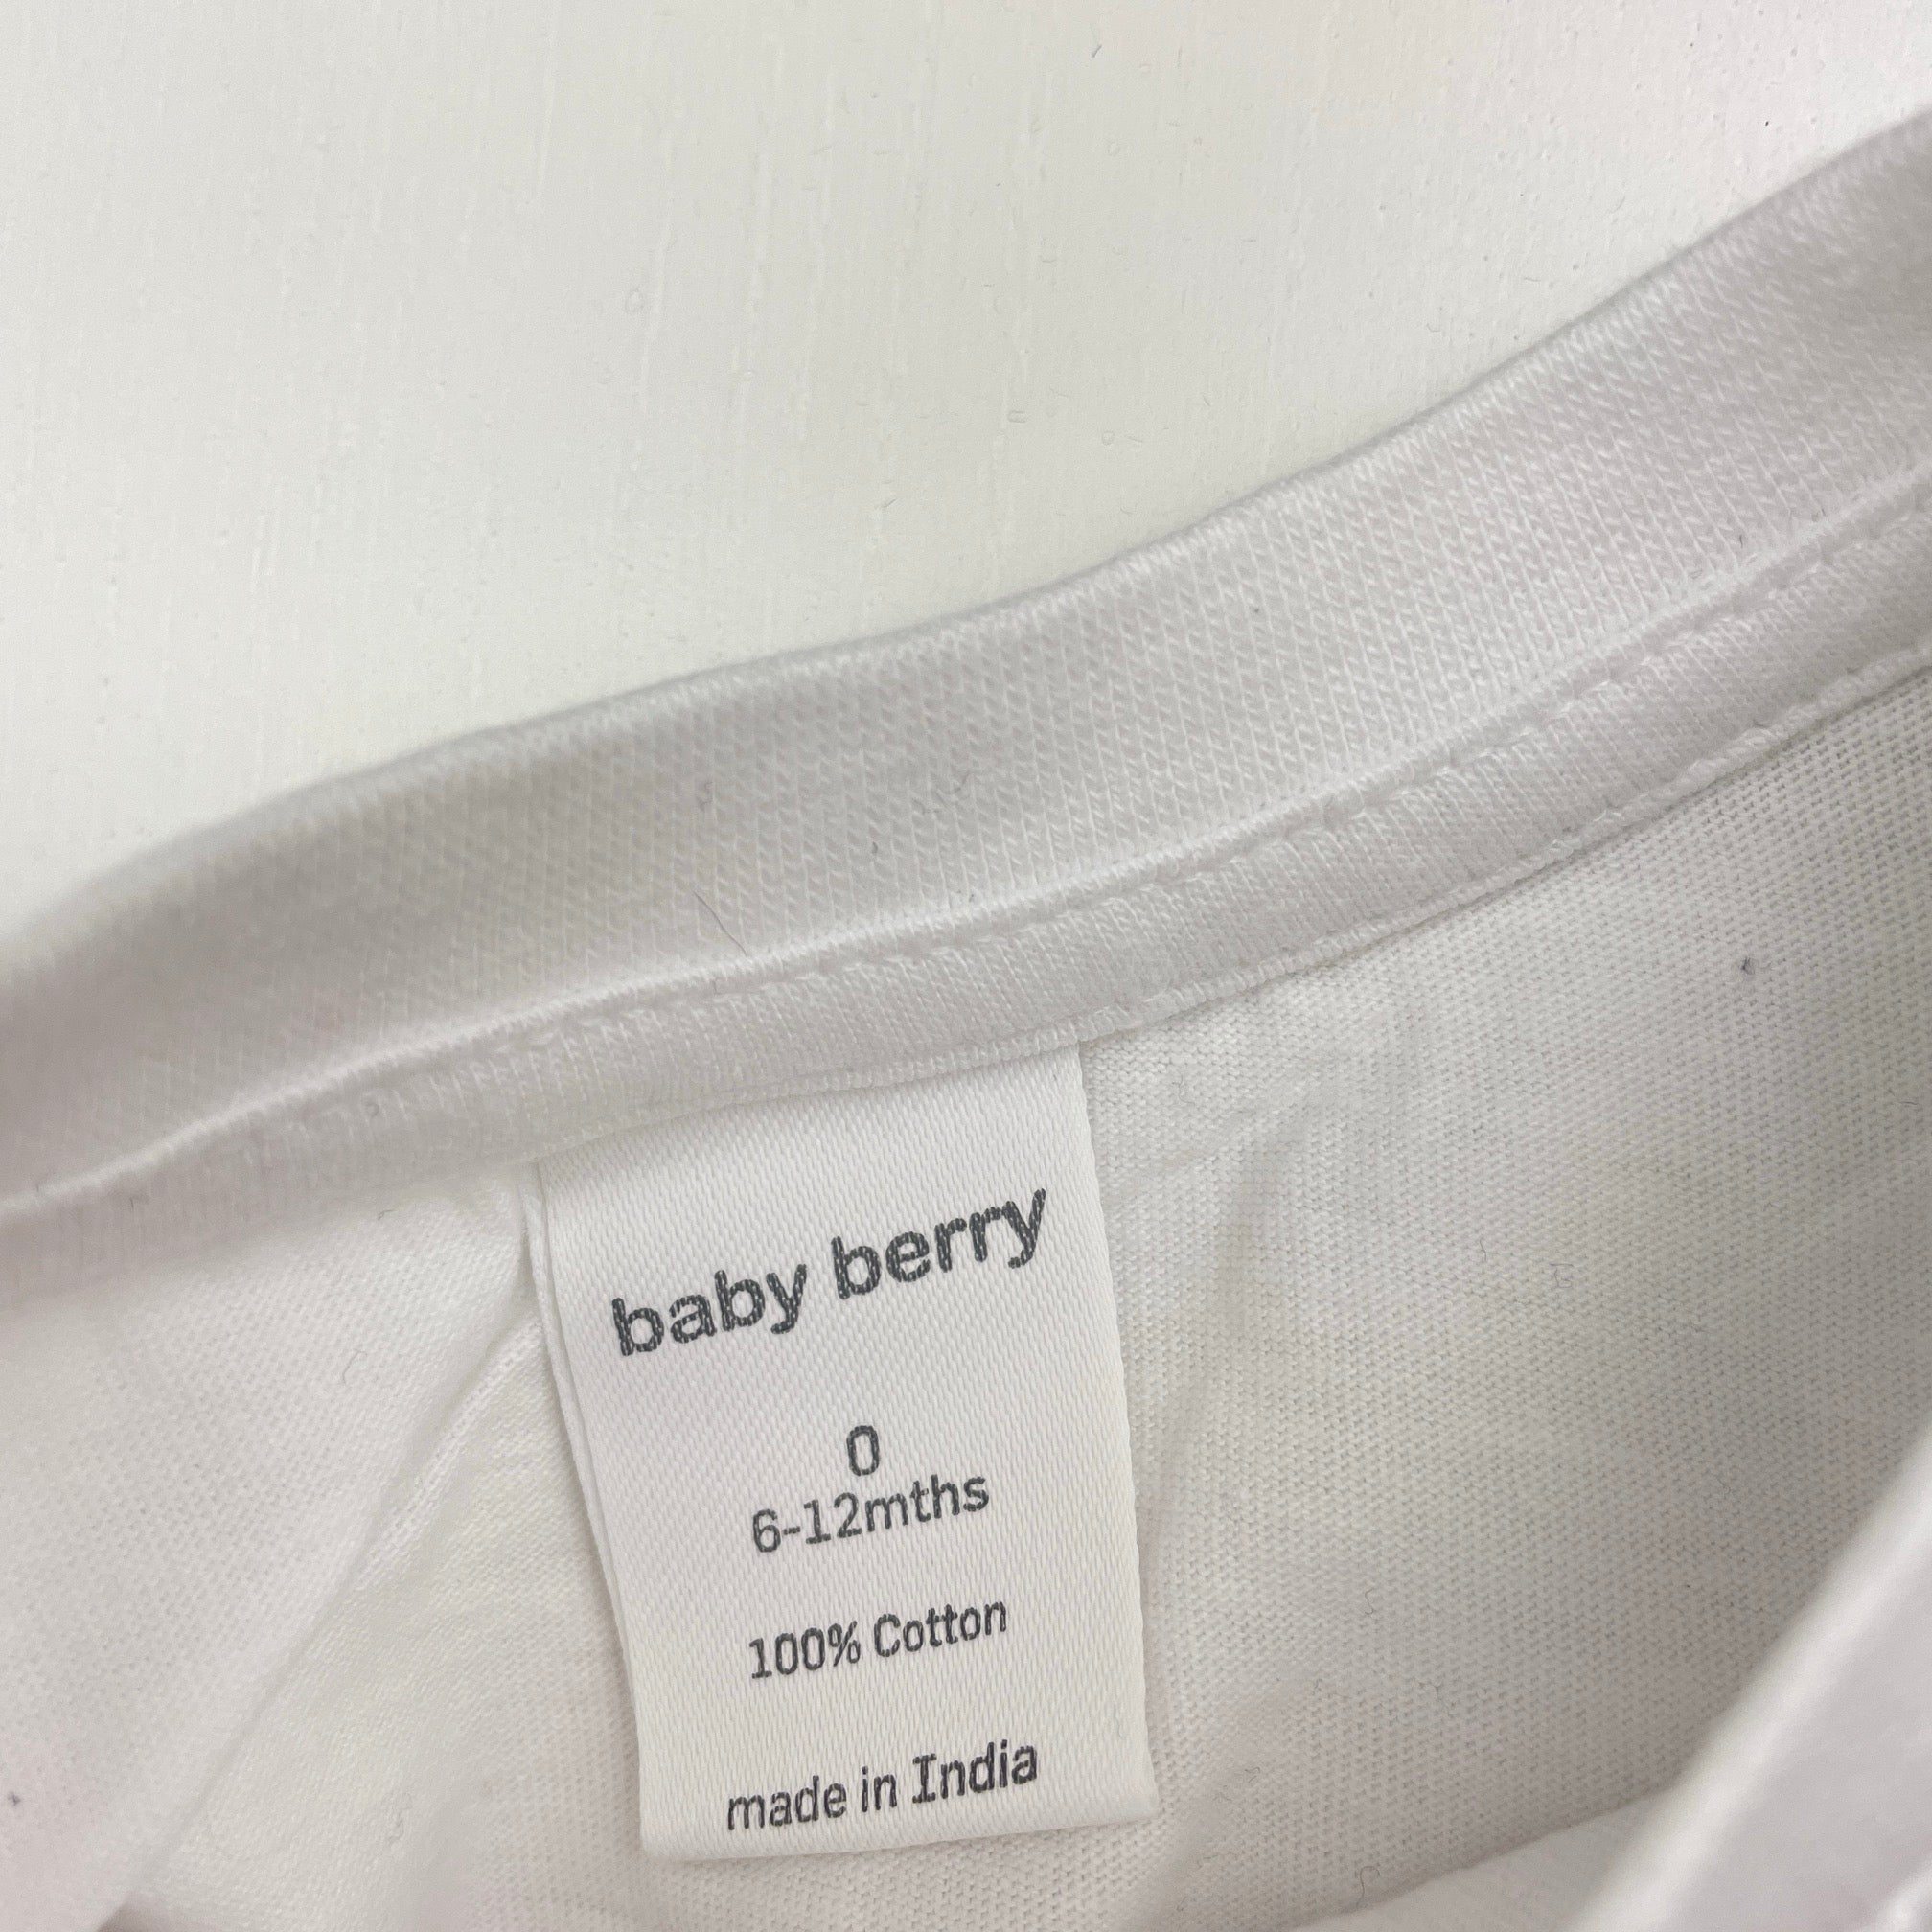 baby berry
0
6-12mths
100% Cotton
made in India